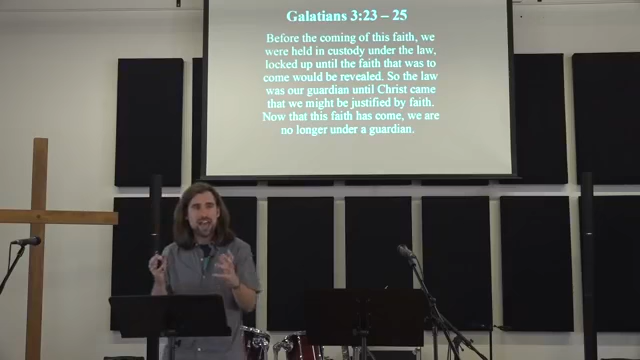 Galatians 3:23 – 25
Before the coming of this faith, we
were held in custody under the law,
locked up until the faith that was to
come would be revealed. So the law
was our guardian until Christ came
that we might be justified by faith.
Now that this faith has come, we are
no longer under a guardian.